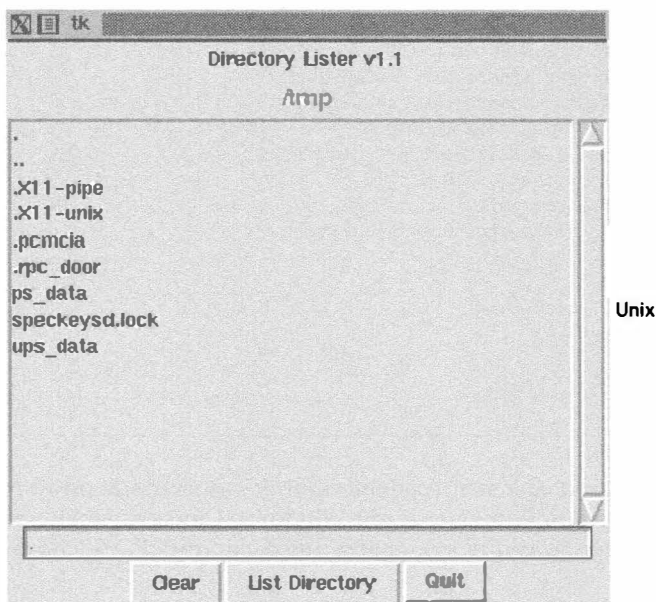 tk
Directory Lister v1.1
/tmp
.
..
.X11-pipe
.X11-unix
.pcmcia
.rpc_door
ps_data
speckeysd.lock
ups_data
Unix
.
Clear List Directory Quit